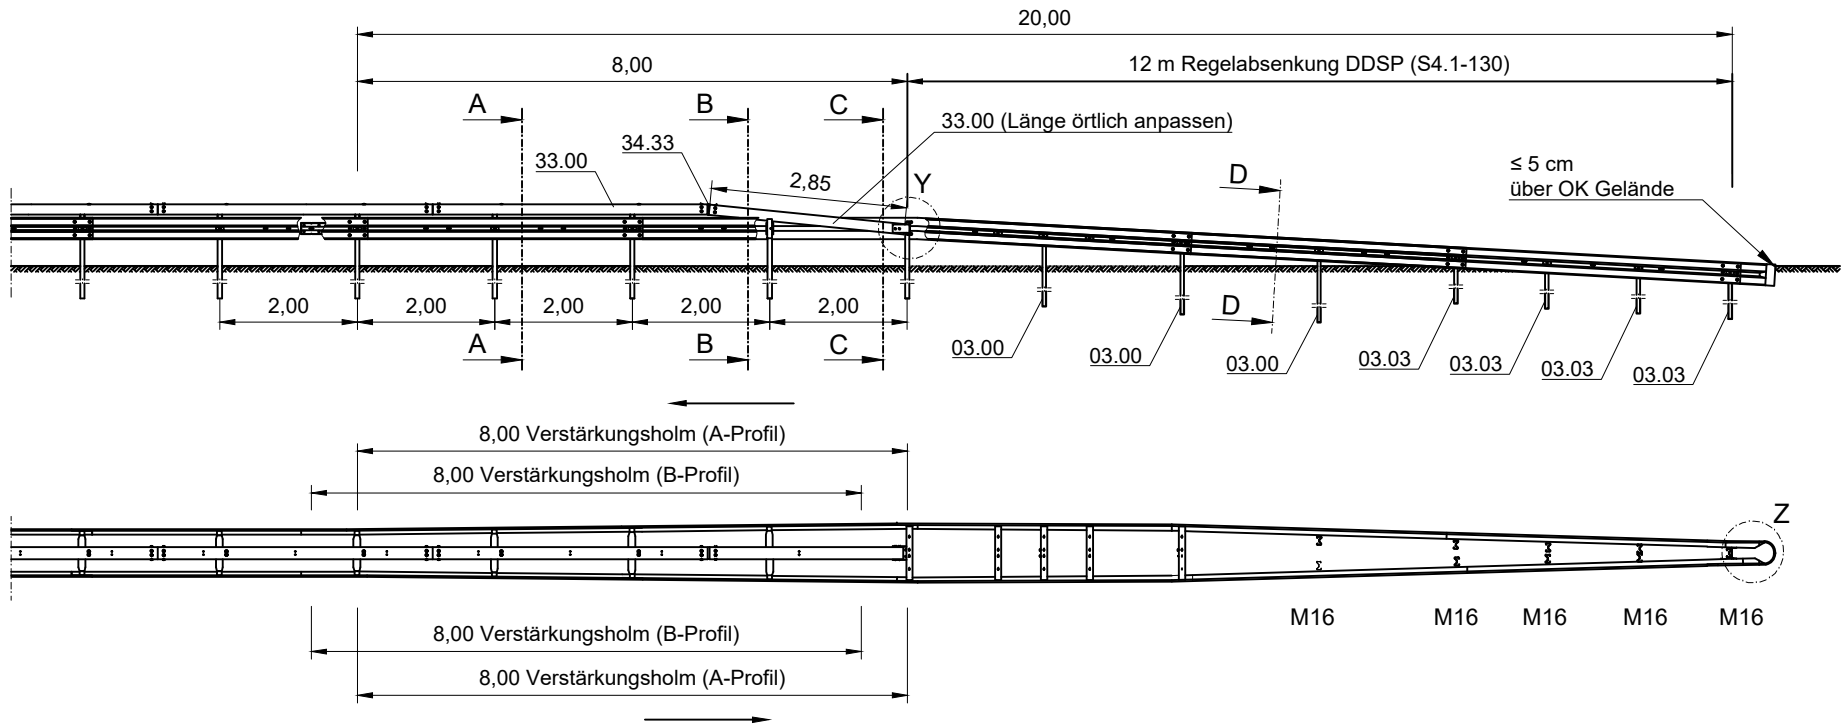 20,00
8,00
12 m Regelabsenkung DDSP (S4.1-130)
A
B
C
33.00 (Länge örtlich anpassen)
34.33
33.00
2,85
Y
D
≤ 5 cm
über OK Gelände
2,00
2,00
2,00
2,00
2,00
D
A
B
C
03.00
03.00
03.00
03.03
03.03
03.03
03.03
8,00 Verstärkungsholm (A-Profil)
8,00 Verstärkungsholm (B-Profil)
Z
M16
M16
M16
M16
M16
8,00 Verstärkungsholm (B-Profil)
8,00 Verstärkungsholm (A-Profil)